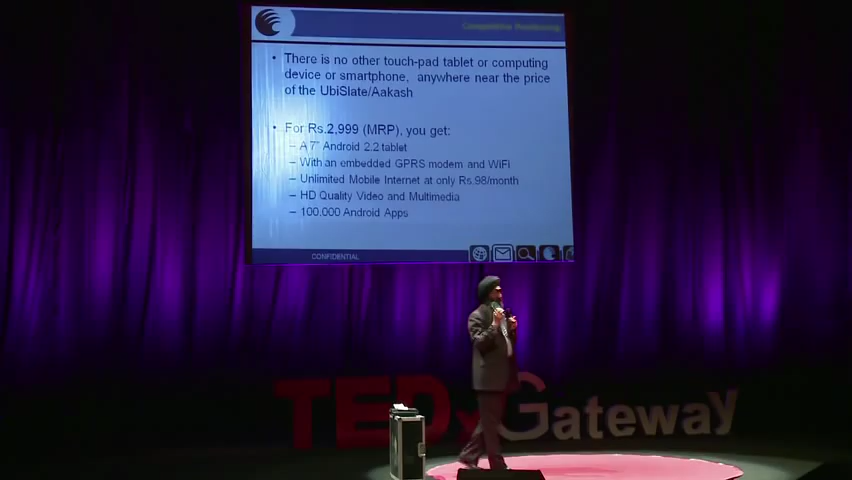 Competitive Positioning
• There is no other touch-pad tablet or computing
device or smartphone, anywhere near the price
of the UbiSlate/Aakash
• For Rs.2,999 (MRP), you get:
– A 7" Android 2.2 tablet
– With an embedded GPRS modem and WiFi
– Unlimited Mobile Internet at only Rs.98/month
– HD Quality Video and Multimedia
– 100.000 Android Apps
CONFIDENTIAL
TEDxGateway